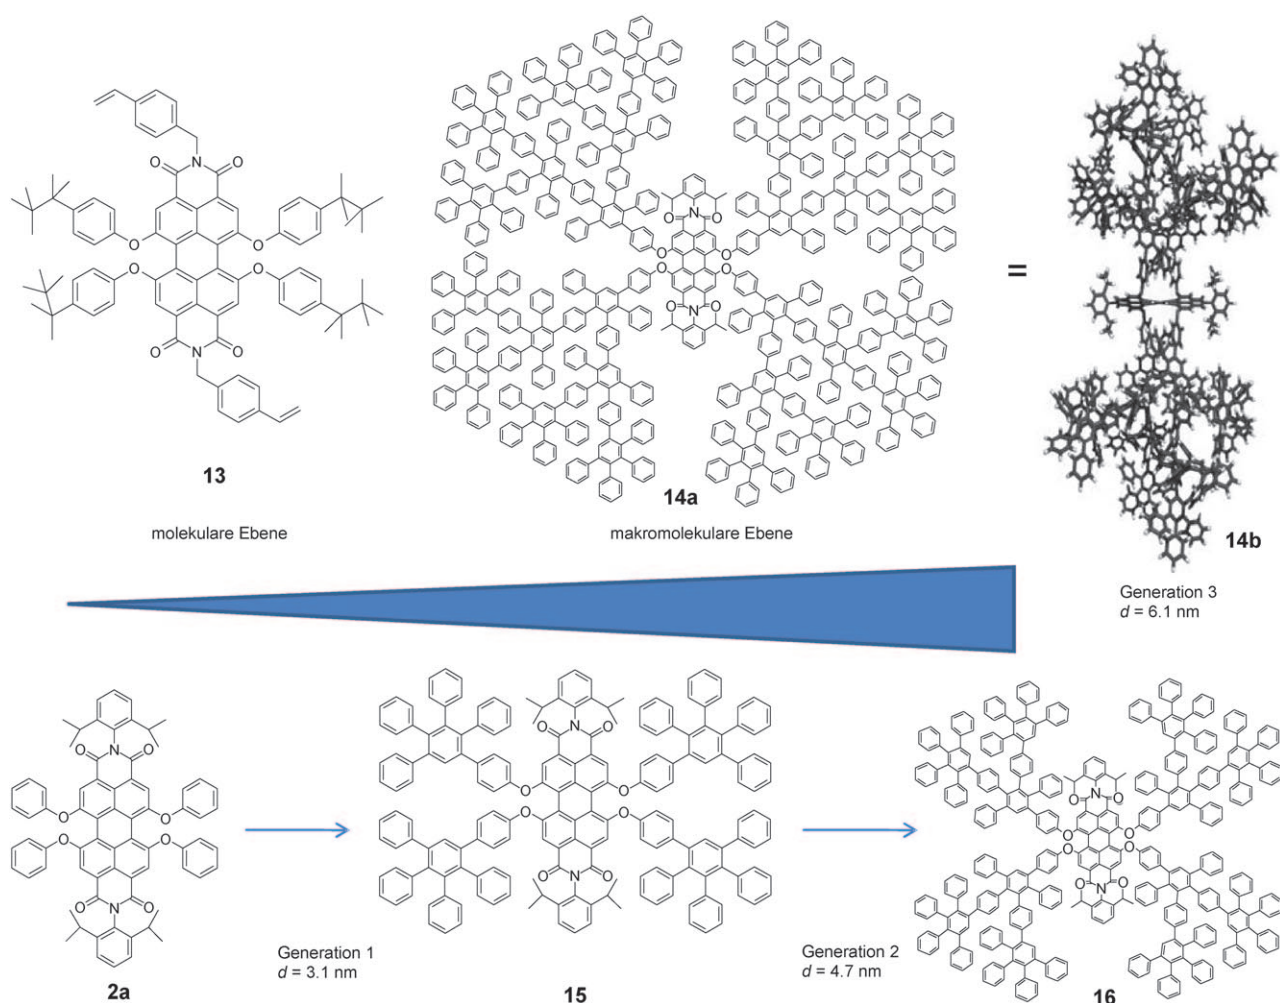 N
O
O
O
O
O
O
O
N
O
13
molekulare Ebene
N
O
O
O
O
O
O
O
N
O
14a
makromolekulare Ebene
=
14b
Generation 3
d = 6.1 nm
N
O
O
O
O
O
O
O
N
O
2a
Generation 1
d = 3.1 nm
N
O
O
O
O
O
O
O
N
O
15
Generation 2
d = 4.7 nm
N
O
O
O
O
O
O
O
N
O
16